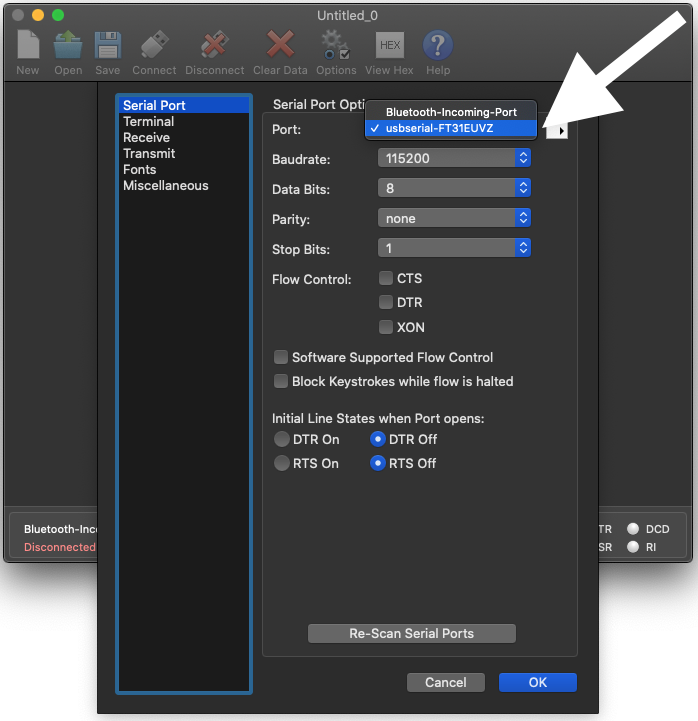 Untitled_0
New Open Save Connect Disconnect Clear Data Options HEX View Hex Help
Serial Port
Terminal
Receive
Transmit
Fonts
Miscellaneous
Serial Port Opti
Bluetooth-Incoming-Port
Port: ✓ usbserial-FT31EUVZ
Baudrate: 115200
Data Bits: 8
Parity: none
Stop Bits: 1
Flow Control: CTS
DTR
XON
Software Supported Flow Control
Block Keystrokes while flow is halted
Initial Line States when Port opens:
DTR On DTR Off
RTS On RTS Off
Re-Scan Serial Ports
Cancel OK
Bluetooth-Inc
Disconnected
TR DCD
SR RI